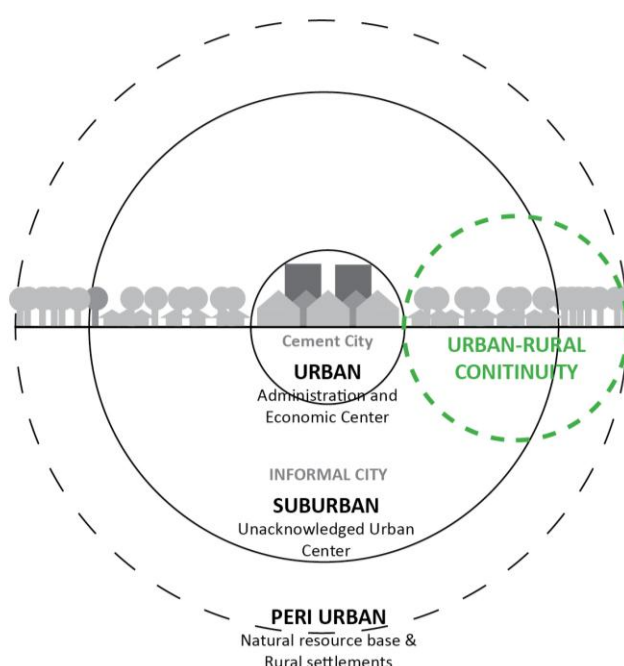 Cement City
URBAN
Administration and
Economic Center
URBAN-RURAL
CONITINUITY
INFORMAL CITY
SUBURBAN
Unacknowledged Urban
Center
PERI URBAN
Natural resource base &
Rural settlements